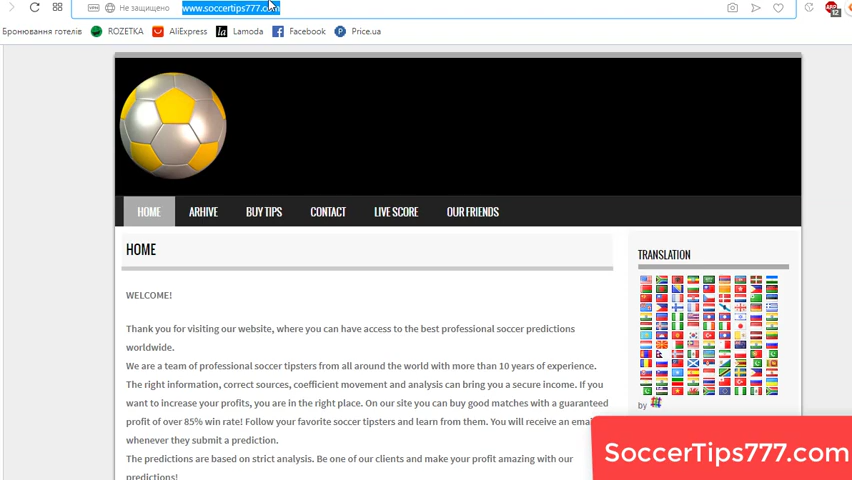 VPN Не защищено www.soccertips777.com
Бронювання готелів ROZETKA AliExpress la Lamoda Facebook P Price.ua
ABP 12
HOME ARHIVE BUY TIPS CONTACT LIVE SCORE OUR FRIENDS
HOME
TRANSLATION
WELCOME!
Thank you for visiting our website, where you can have access to the best professional soccer predictions
worldwide.
We are a team of professional soccer tipsters from all around the world with more than 10 years of experience.
The right information, correct sources, coefficient movement and analysis can bring you a secure income. If you
want to increase your profits, you are in the right place. On our site you can buy good matches with a guaranteed
by
profit of over 85% win rate! Follow your favorite soccer tipsters and learn from them. You will receive an
whenever they submit a prediction.
The predictions are based on strict analysis. Be one of our clients and make your profit amazing with our
predictions!
SoccerTips777.com